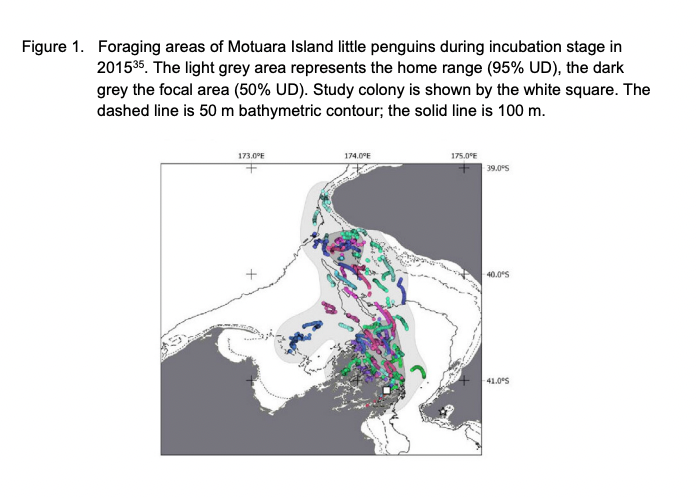 Figure 1. Foraging areas of Motuara Island little penguins during incubation stage in
2015³⁵. The light grey area represents the home range (95% UD), the dark
grey the focal area (50% UD). Study colony is shown by the white square. The
dashed line is 50 m bathymetric contour; the solid line is 100 m.
173.0°E 174.0°E 175.0°E
39.0°S
40.0°S
41.0°S